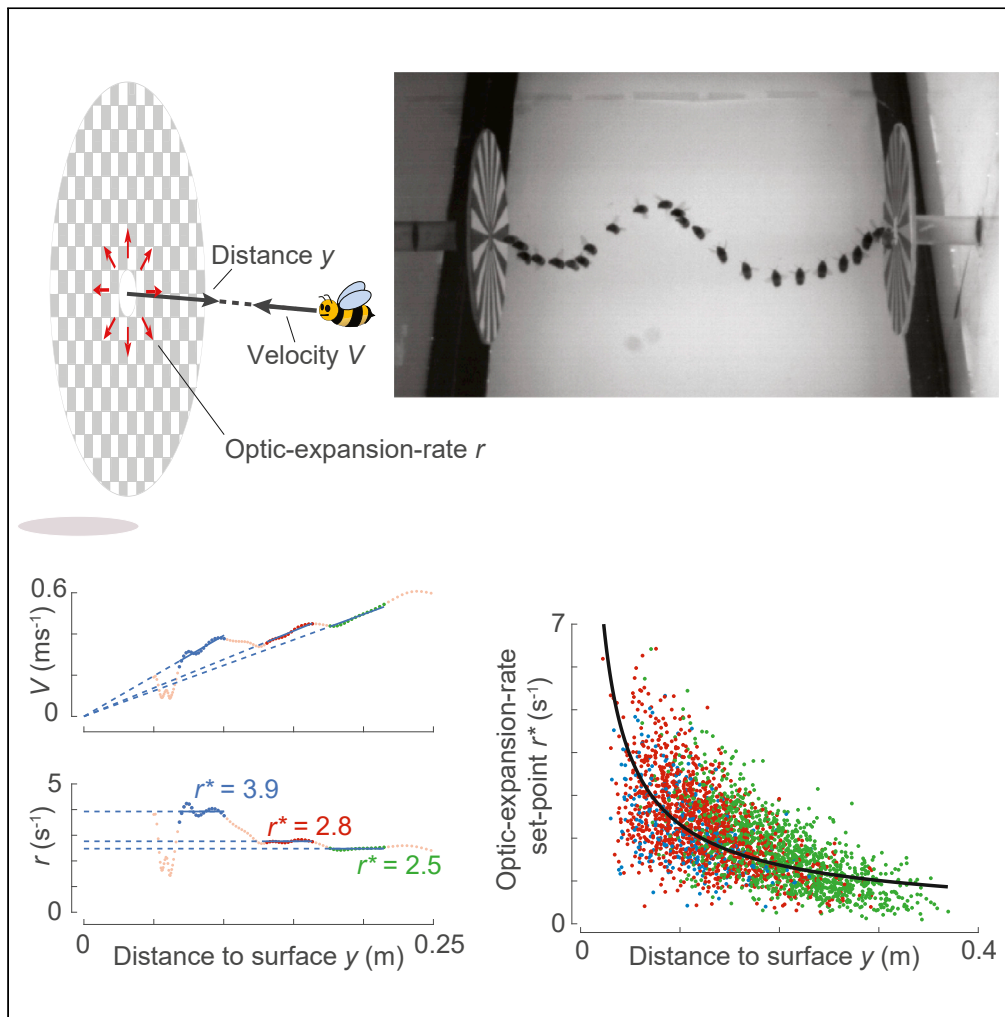 Distance y
Velocity V
Optic-expansion-rate r
0.6
V (ms-1)
0
5
r* = 3.9
r (s-1)
r* = 2.8
r* = 2.5
0
0
0.25
Distance to surface y (m)
7
Optic-expansion-rate
set-point r* (s-1)
0
0
0.4
Distance to surface y (m)